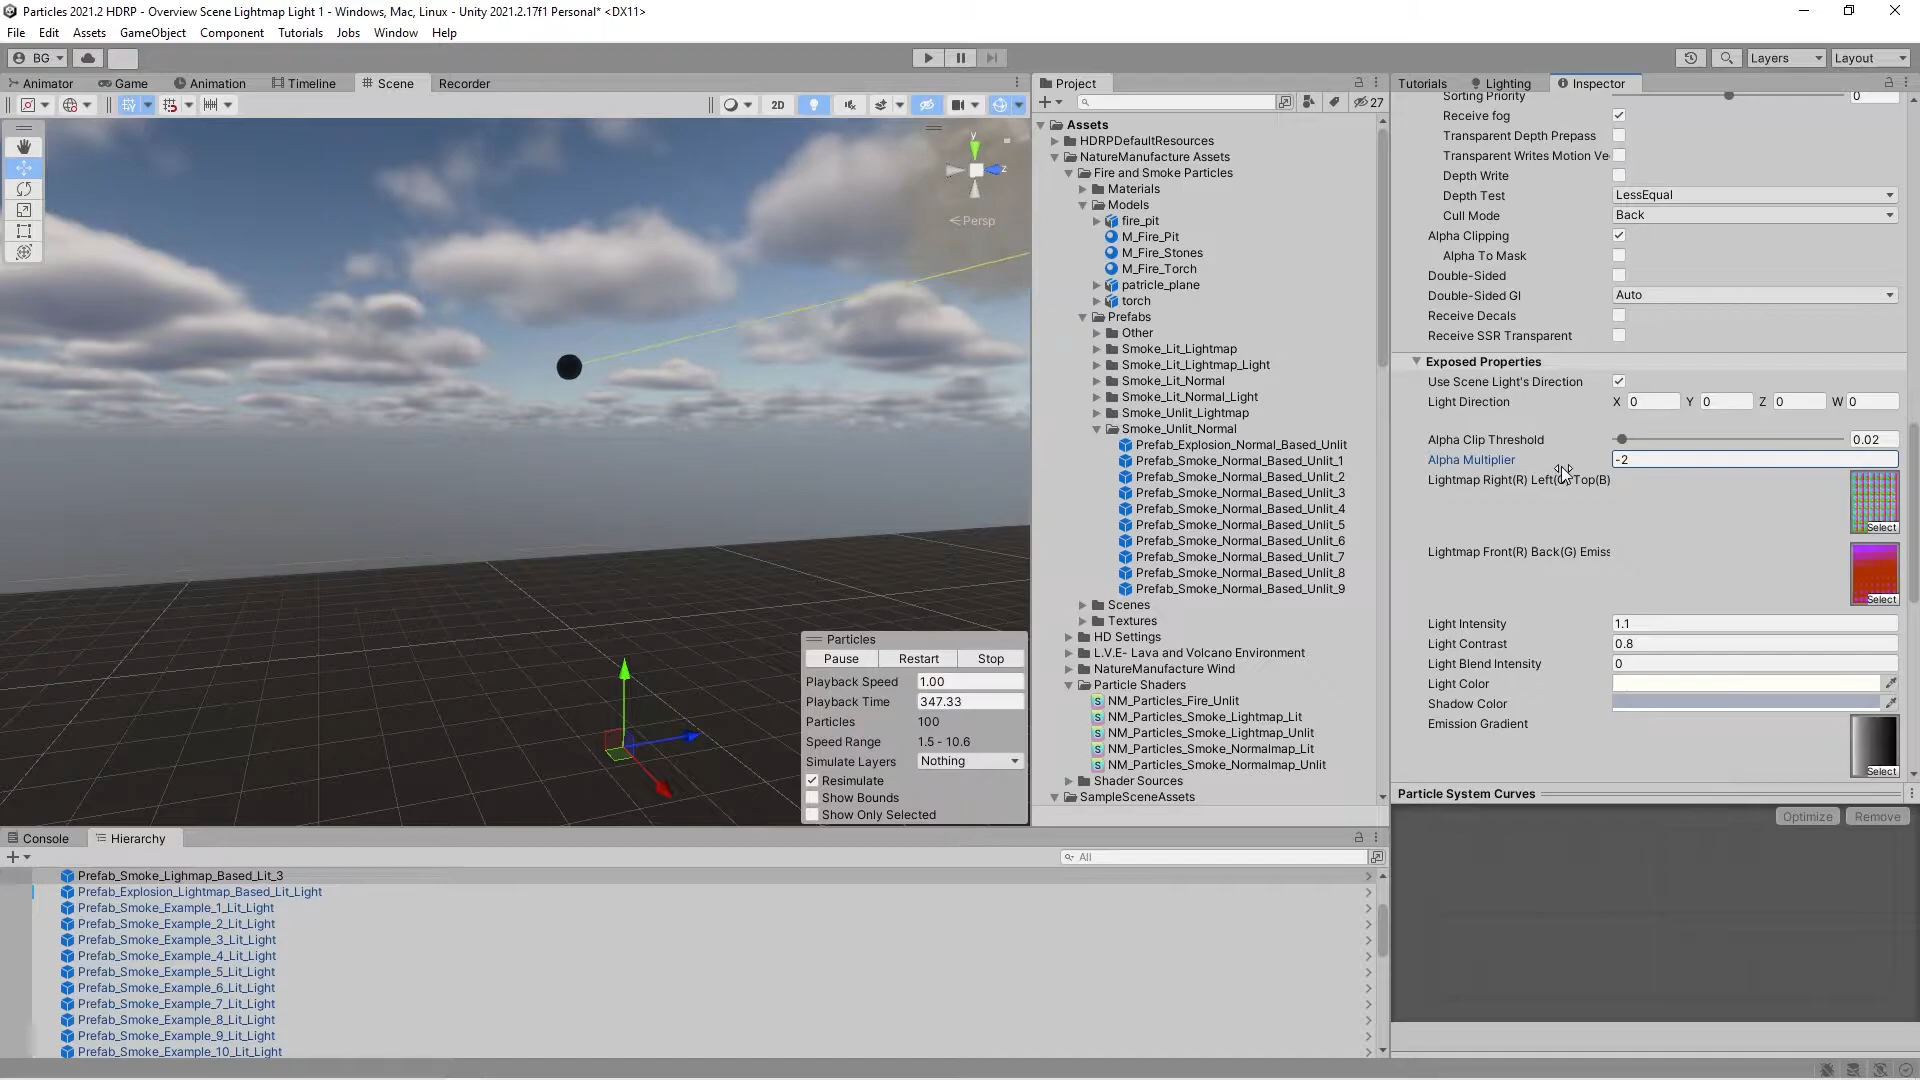 Particles 2021.2 HDRP - Overview Scene Lightmap Light 1 - Windows, Mac, Linux - Unity 2021.2.17f1 Personal* <DX11>
File Edit Assets GameObject Component Tutorials Jobs Window Help
BG Layers Layout
Animator Game Animation Timeline Scene Recorder
2D
y
z
Persp
Particles
Pause Restart Stop
Playback Speed 1.00
Playback Time 347.33
Particles 100
Speed Range 1.5 - 10.6
Simulate Layers Nothing
Resimulate
Show Bounds
Show Only Selected
Project
27
Assets
HDRPDefaultResources
NatureManufacture Assets
Fire and Smoke Particles
Materials
Models
fire_pit
M_Fire_Pit
M_Fire_Stones
M_Fire_Torch
patricle_plane
torch
Prefabs
Other
Smoke_Lit_Lightmap
Smoke_Lit_Lightmap_Light
Smoke_Lit_Normal
Smoke_Lit_Normal_Light
Smoke_Unlit_Lightmap
Smoke_Unlit_Normal
Prefab_Explosion_Normal_Based_Unlit
Prefab_Smoke_Normal_Based_Unlit_1
Prefab_Smoke_Normal_Based_Unlit_2
Prefab_Smoke_Normal_Based_Unlit_3
Prefab_Smoke_Normal_Based_Unlit_4
Prefab_Smoke_Normal_Based_Unlit_5
Prefab_Smoke_Normal_Based_Unlit_6
Prefab_Smoke_Normal_Based_Unlit_7
Prefab_Smoke_Normal_Based_Unlit_8
Prefab_Smoke_Normal_Based_Unlit_9
Scenes
Textures
HD Settings
L.V.E- Lava and Volcano Environment
NatureManufacture Wind
Particle Shaders
NM_Particles_Fire_Unlit
NM_Particles_Smoke_Lightmap_Lit
NM_Particles_Smoke_Lightmap_Unlit
NM_Particles_Smoke_Normalmap_Lit
NM_Particles_Smoke_Normalmap_Unlit
Shader Sources
SampleSceneAssets
Tutorials Lighting Inspector
Sorting Priority 0
Receive fog
Transparent Depth Prepass
Transparent Writes Motion Ve
Depth Write
Depth Test LessEqual
Cull Mode Back
Alpha Clipping
Alpha To Mask
Double-Sided
Double-Sided GI Auto
Receive Decals
Receive SSR Transparent
Exposed Properties
Use Scene Light's Direction
Light Direction X 0 Y 0 Z 0 W 0
Alpha Clip Threshold 0.02
Alpha Multiplier -2
Lightmap Right(R) Left(G) Top(B)
Select
Lightmap Front(R) Back(G) Emiss
Select
Light Intensity 1.1
Light Contrast 0.8
Light Blend Intensity 0
Light Color
Shadow Color
Emission Gradient
Select
Particle System Curves
Optimize Remove
Console Hierarchy
All
Prefab_Smoke_Lighmap_Based_Lit_3
Prefab_Explosion_Lightmap_Based_Lit_Light
Prefab_Smoke_Example_1_Lit_Light
Prefab_Smoke_Example_2_Lit_Light
Prefab_Smoke_Example_3_Lit_Light
Prefab_Smoke_Example_4_Lit_Light
Prefab_Smoke_Example_5_Lit_Light
Prefab_Smoke_Example_6_Lit_Light
Prefab_Smoke_Example_7_Lit_Light
Prefab_Smoke_Example_8_Lit_Light
Prefab_Smoke_Example_9_Lit_Light
Prefab_Smoke_Example_10_Lit_Light